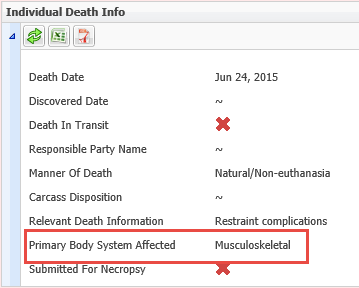 Individual Death Info
Death Date Jun 24, 2015
Discovered Date ~
Death In Transit
Responsible Party Name ~
Manner Of Death Natural/Non-euthanasia
Carcass Disposition ~
Relevant Death Information Restraint complications
Primary Body System Affected Musculoskeletal
Submitted For Necropsy